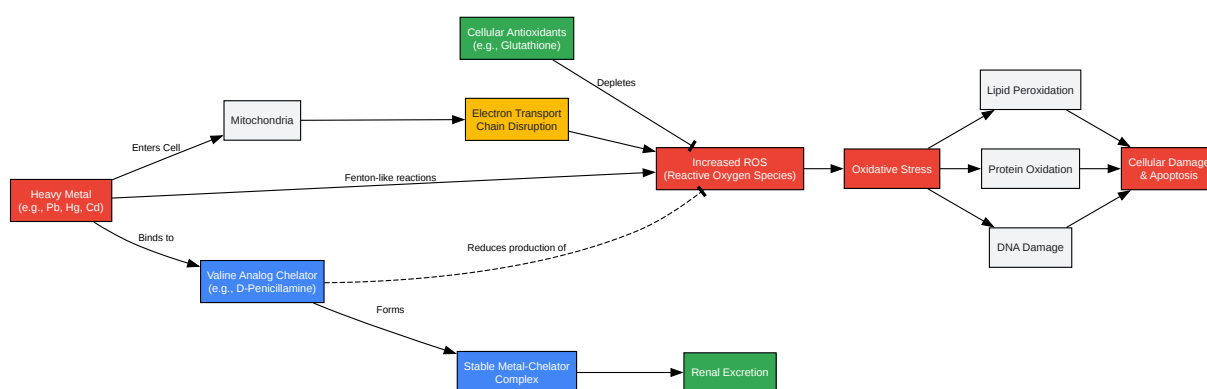 Cellular Antioxidants
(e.g., Glutathione)
Depletes
Mitochondria
Electron Transport
Chain Disruption
Enters Cell
Lipid Peroxidation
Heavy Metal
(e.g., Pb, Hg, Cd)
Fenton-like reactions
Increased ROS
(Reactive Oxygen Species)
Oxidative Stress
Protein Oxidation
Cellular Damage
& Apoptosis
Binds to
Reduces production of
DNA Damage
Valine Analog Chelator
(e.g., D-Penicillamine)
Forms
Stable Metal-Chelator
Complex
Renal Excretion